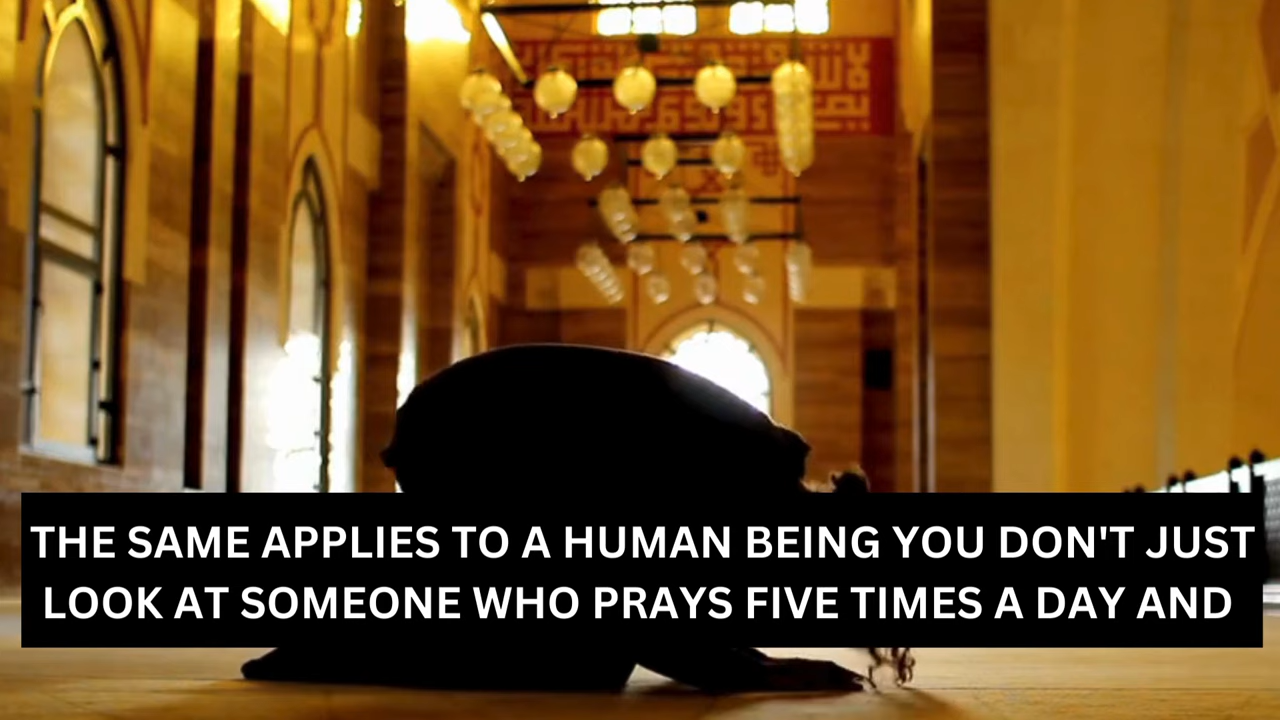 THE SAME APPLIES TO A HUMAN BEING YOU DON'T JUST
LOOK AT SOMEONE WHO PRAYS FIVE TIMES A DAY AND